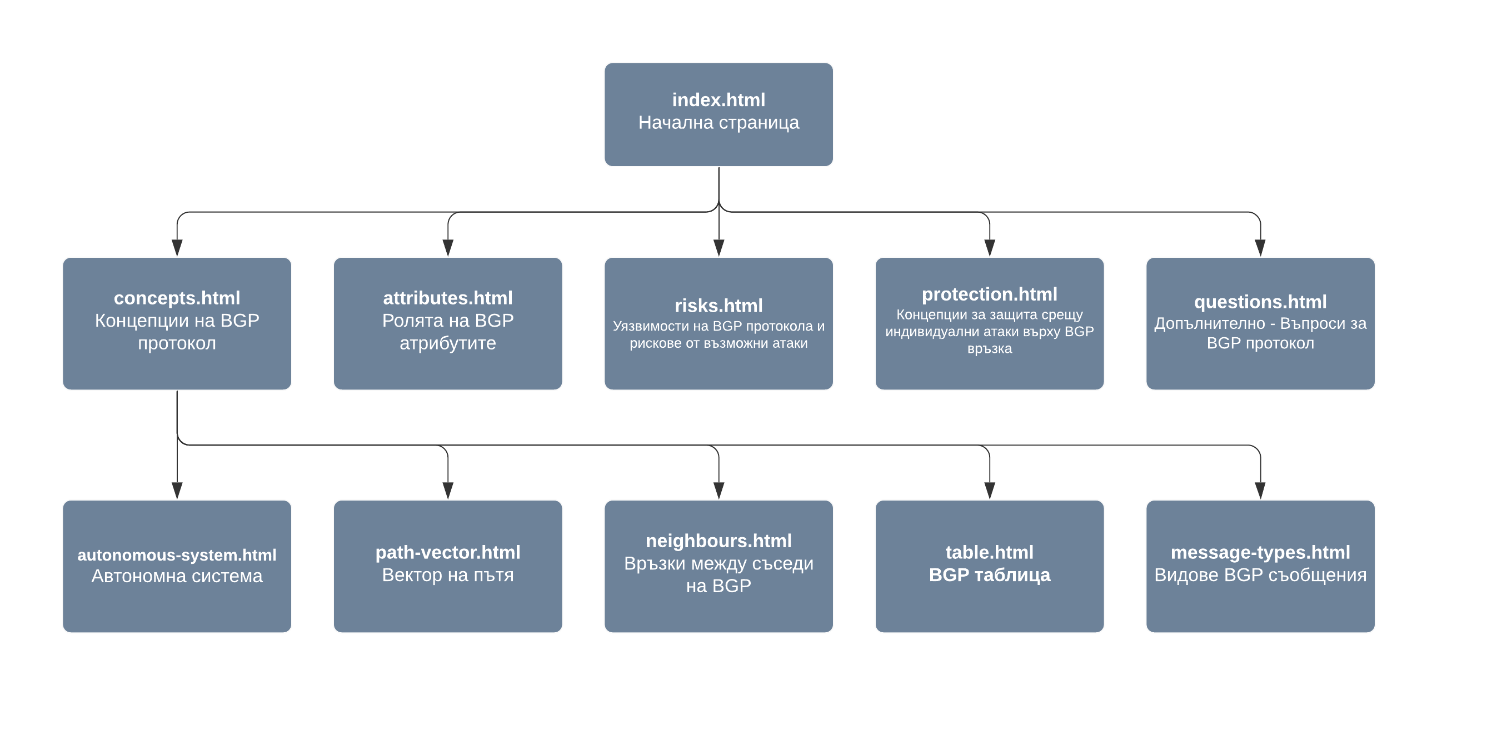 index.html
Начална страница
concepts.html
Концепции на BGP
протокол
attributes.html
Ролята на BGP
атрибутите
risks.html
Уязвимости на BGP протокола и
рискове от възможни атаки
protection.html
Концепции за защита срещу
индивидуални атаки върху BGP
връзка
questions.html
Допълнително - Въпроси за
BGP протокол
autonomous-system.html
Автономна система
path-vector.html
Вектор на пътя
neighbours.html
Връзки между съседи
на BGP
table.html
BGP таблица
message-types.html
Видове BGP съобщения